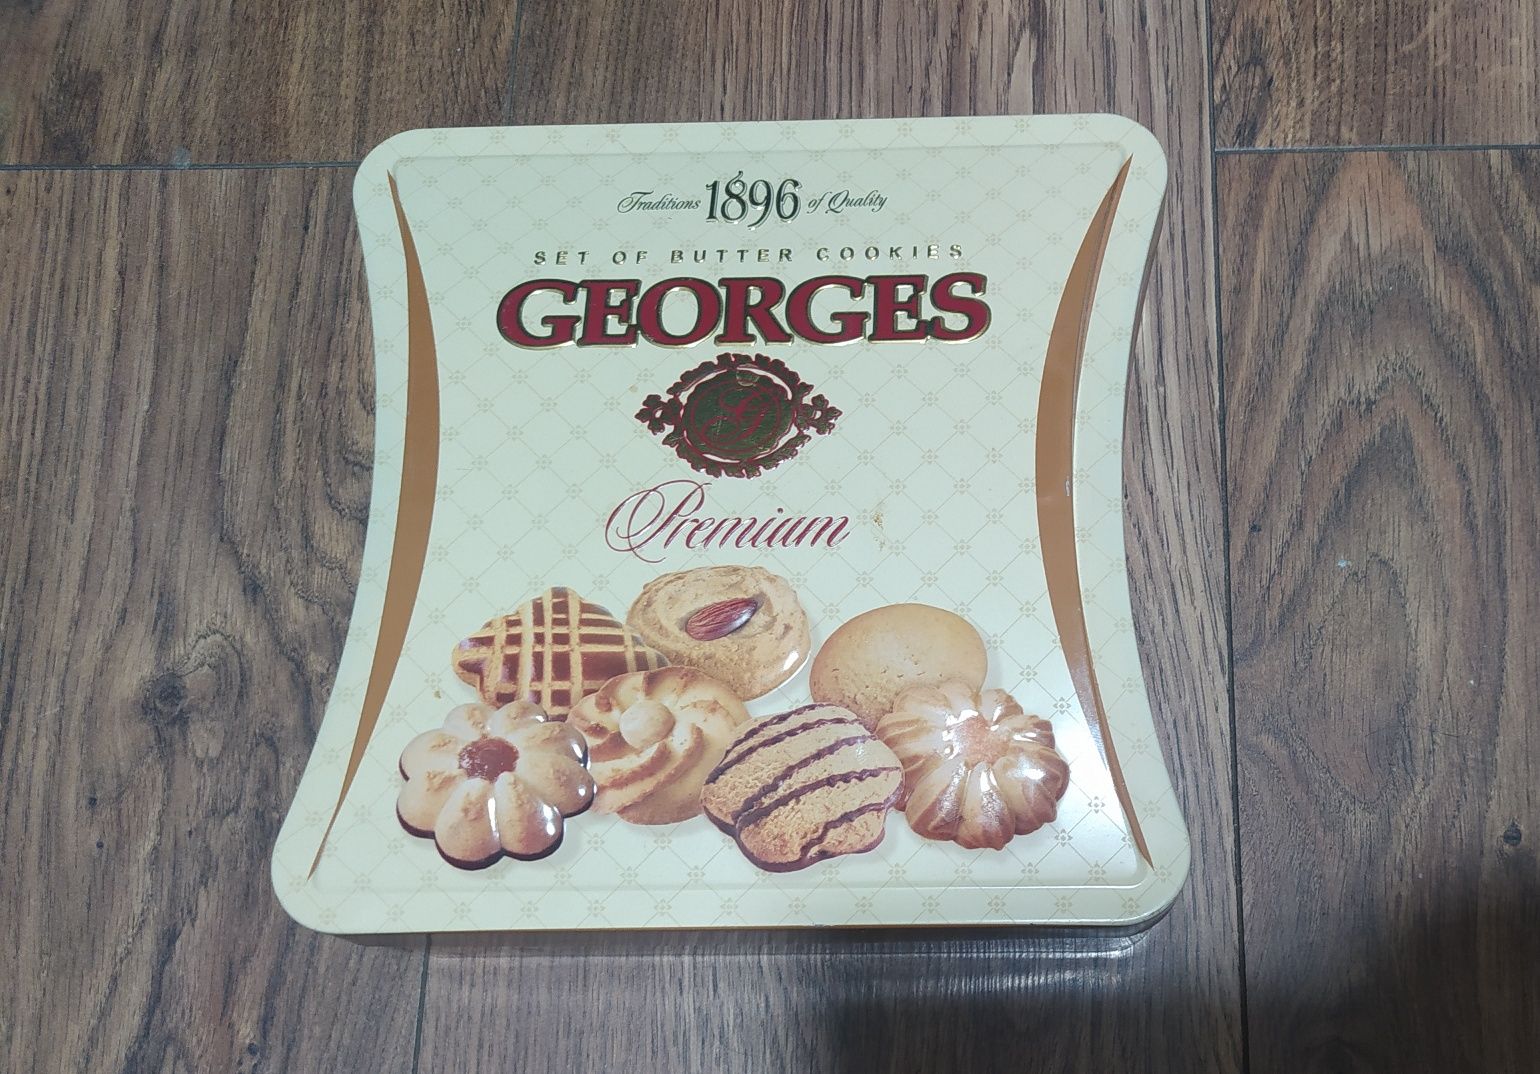 Traditions 1896 of Quality
SET OF BUTTER COOKIES
GEORGES
G
Premium